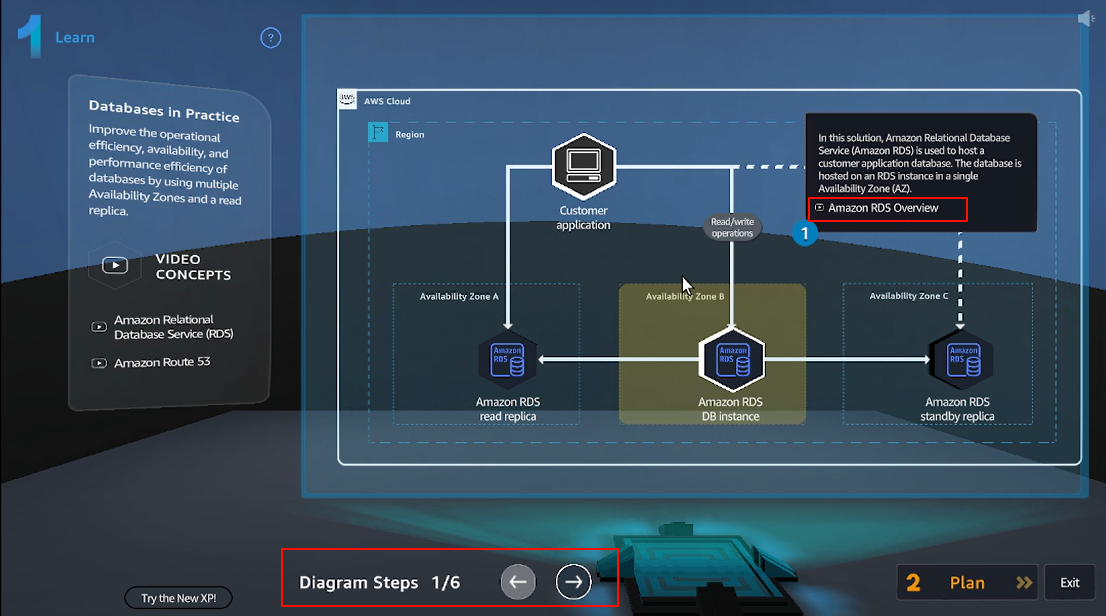 1 Learn
?
Databases in Practice
Improve the operational
efficiency, availability, and
performance efficiency of
databases by using multiple
Availability Zones and a read
replica.
VIDEO
CONCEPTS
Amazon Relational
Database Service (RDS)
Amazon Route 53
aws AWS Cloud
Region
Customer
application
Read/write
operations
In this solution, Amazon Relational Database
Service (Amazon RDS) is used to host a
customer application database. The database is
hosted on an RDS instance in a single
Availability Zone (AZ).
Amazon RDS Overview
1
Availability Zone A
Amazon
RDS
Amazon RDS
read replica
Availability Zone B
Amazon
RDS
Amazon RDS
DB instance
Availability Zone C
Amazon
RDS
Amazon RDS
standby replica
Diagram Steps 1/6
Try the New XP!
2 Plan
Exit